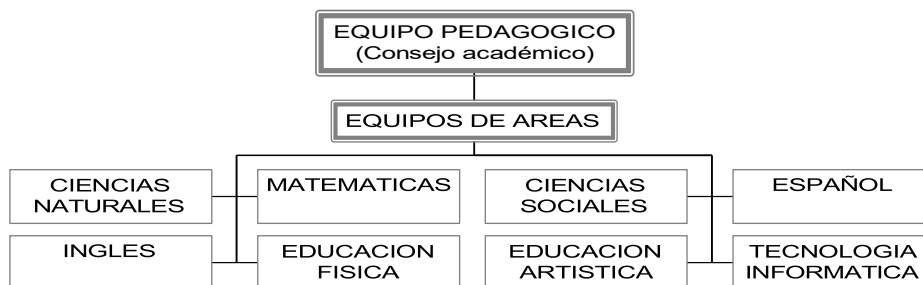 EQUIPO PEDAGOGICO
(Consejo académico)
EQUIPOS DE AREAS
CIENCIAS
NATURALES
MATEMATICAS
CIENCIAS
SOCIALES
ESPAÑOL
INGLES
EDUCACION
FISICA
EDUCACION
ARTISTICA
TECNOLOGIA
INFORMATICA